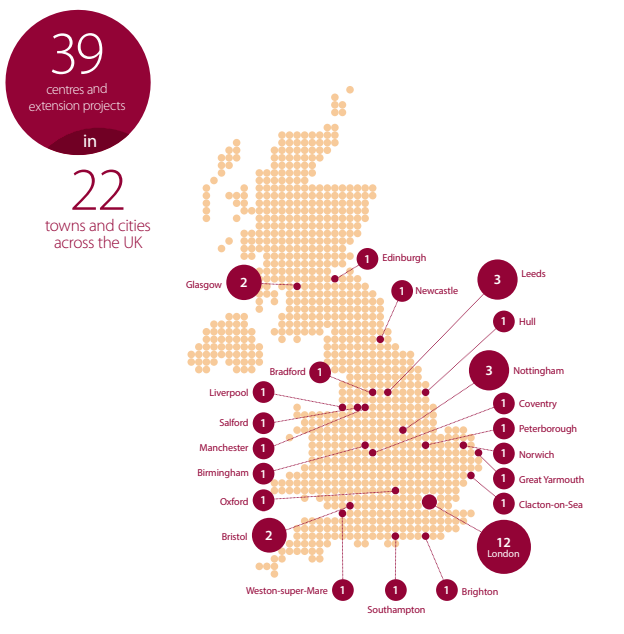 39
centres and
extension projects
in
22
towns and cities
across the UK
1 Edinburgh
Glasgow 2
3 Leeds
1 Newcastle
1 Hull
Bradford 1
3 Nottingham
Liverpool 1
1 Coventry
Salford 1
1 Peterborough
Manchester 1
1 Norwich
Birmingham 1
1 Great Yarmouth
Oxford 1
1 Clacton-on-Sea
Bristol 2
12
London
Weston-super-Mare 1
1
Southampton
1 Brighton